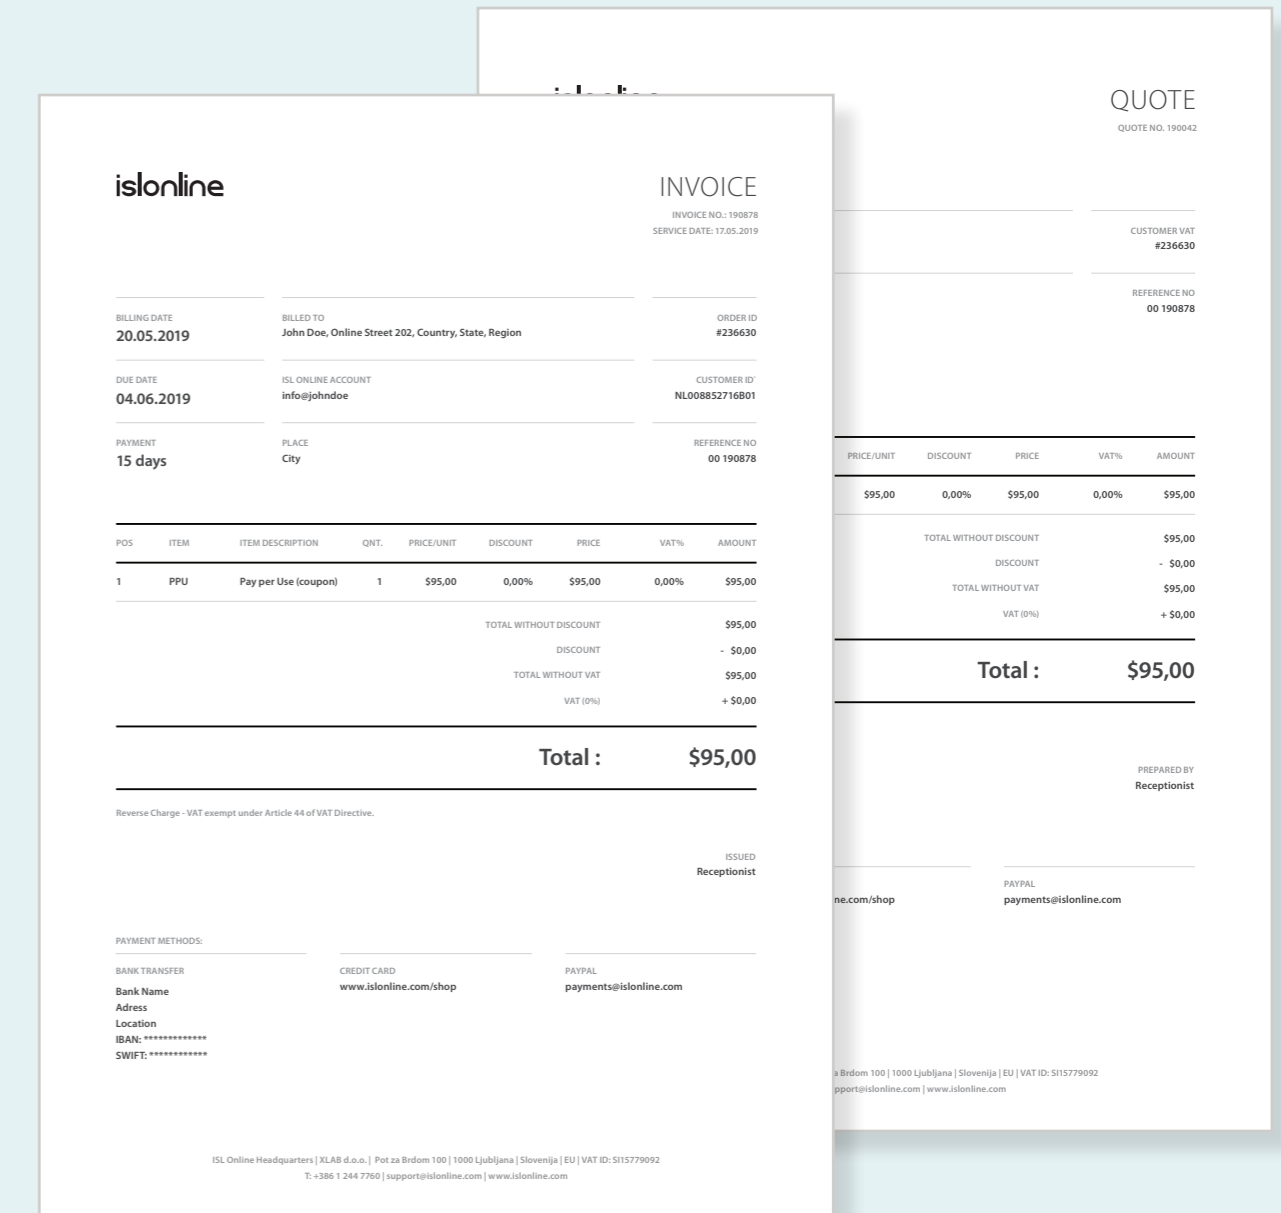 islonline
INVOICE
INVOICE NO.: 190878
SERVICE DATE: 17.05.2019
BILLING DATE BILLED TO ORDER ID
20.05.2019 John Doe, Online Street 202, Country, State, Region #236630
DUE DATE ISL ONLINE ACCOUNT CUSTOMER ID'
04.06.2019 info@johndoe NL008852716B01
PAYMENT PLACE REFERENCE NO
15 days City 00 190878
POS ITEM ITEM DESCRIPTION QNT. PRICE/UNIT DISCOUNT PRICE VAT% AMOUNT
1 PPU Pay per Use (coupon) 1 $95,00 0,00% $95,00 0,00% $95,00
TOTAL WITHOUT DISCOUNT $95,00
DISCOUNT - $0,00
TOTAL WITHOUT VAT $95,00
VAT (0%) + $0,00
Total : $95,00
Reverse Charge - VAT exempt under Article 44 of VAT Directive.
ISSUED
Receptionist
PAYMENT METHODS:
BANK TRANSFER CREDIT CARD PAYPAL
Bank Name www.islonline.com/shop payments@islonline.com
Adress
Location
IBAN: *************
SWIFT: ************
ISL Online Headquarters | XLAB d.o.o. | Pot za Brdom 100 | 1000 Ljubljana | Slovenija | EU | VAT ID: SI15779092
T: +386 1 244 7760 | support@islonline.com | www.islonline.com
islonline
QUOTE
QUOTE NO. 190042
CUSTOMER VAT
#236630
REFERENCE NO
00 190878
PRICE/UNIT DISCOUNT PRICE VAT% AMOUNT
$95,00 0,00% $95,00 0,00% $95,00
TOTAL WITHOUT DISCOUNT $95,00
DISCOUNT - $0,00
TOTAL WITHOUT VAT $95,00
VAT (0%) + $0,00
Total : $95,00
PREPARED BY
Receptionist
PAYPAL
ne.com/shop payments@islonline.com
a Brdom 100 | 1000 Ljubljana | Slovenija | EU | VAT ID: SI15779092
pport@islonline.com | www.islonline.com